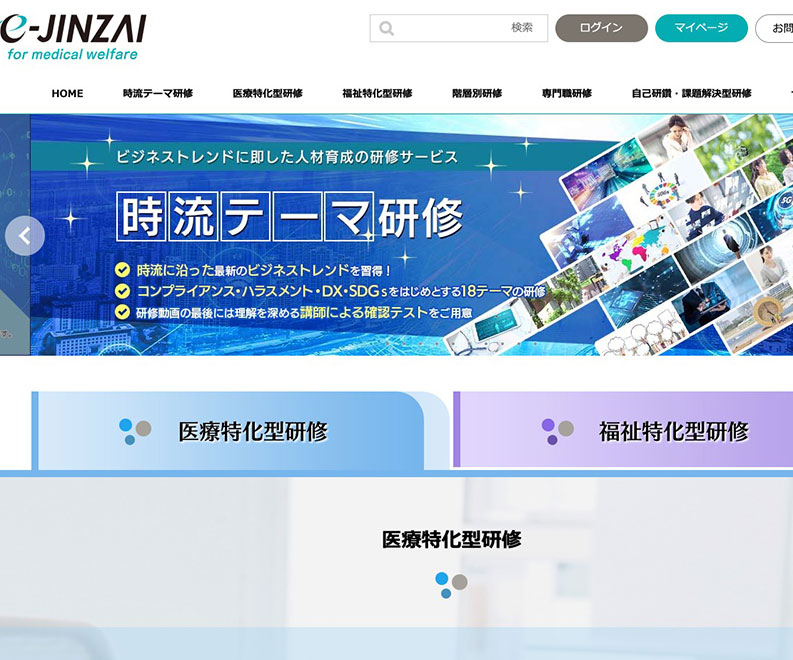 e-JINZAI
for medical welfare
検索
ログイン
マイページ
お問
HOME
時流テーマ研修
医療特化型研修
福祉特化型研修
階層別研修
専門職研修
自己研鑽・課題解決型研修
ビジネストレンドに即した人材育成の研修サービス
時流テーマ研修
時流に沿った最新のビジネストレンドを習得！
コンプライアンス・ハラスメント・DX・SDGsをはじめとする18テーマの研修
研修動画の最後には理解を深める講師による確認テストをご用意
す。
5G
医療特化型研修
福祉特化型研修
医療特化型研修